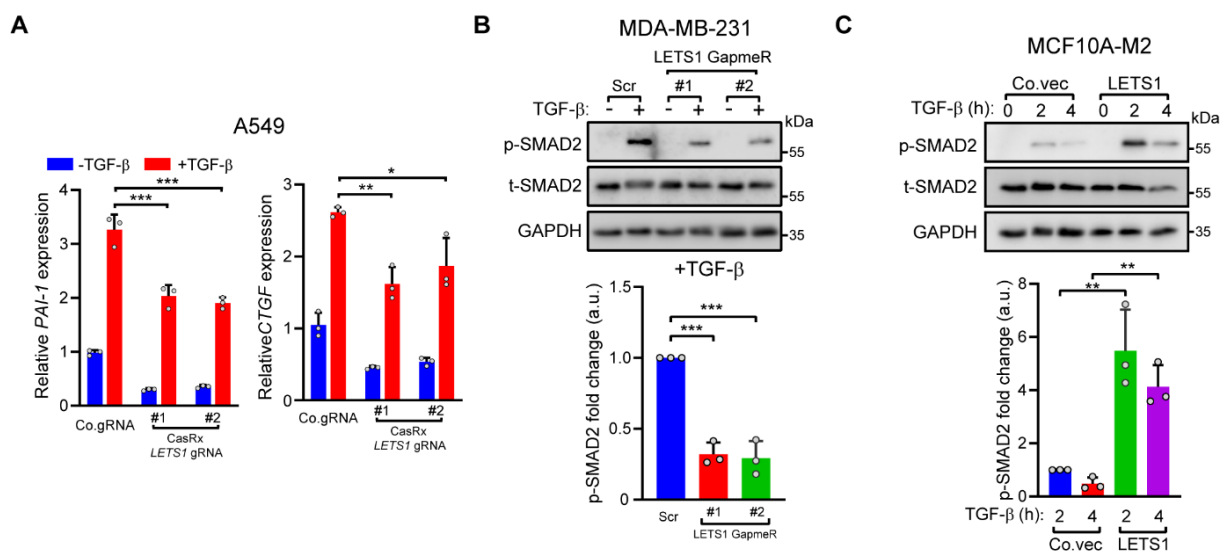 A
A549
-TGF-β +TGF-β
Relative PAI-1 expression
4
3
2
1
0
***
***
Co.gRNA
#1 #2
CasRx
LETS1 gRNA
RelativeCTGF expression
3
2
1
0
*
**
Co.gRNA
#1 #2
CasRx
LETS1 gRNA
B
MDA-MB-231
LETS1 GapmeR
Scr #1 #2
TGF-β: - + - + - +
kDa
p-SMAD2
55
t-SMAD2
55
GAPDH
35
+TGF-β
p-SMAD2 fold change (a.u.)
1.0
0.5
0
***
***
Scr
#1 #2
LETS1 GapmeR
C
MCF10A-M2
Co.vec LETS1
TGF-β (h): 0 2 4 0 2 4
kDa
p-SMAD2
55
t-SMAD2
55
GAPDH
35
p-SMAD2 fold change (a.u.)
8
6
4
2
0
**
**
TGF-β (h): 2 4 2 4
Co.vec LETS1